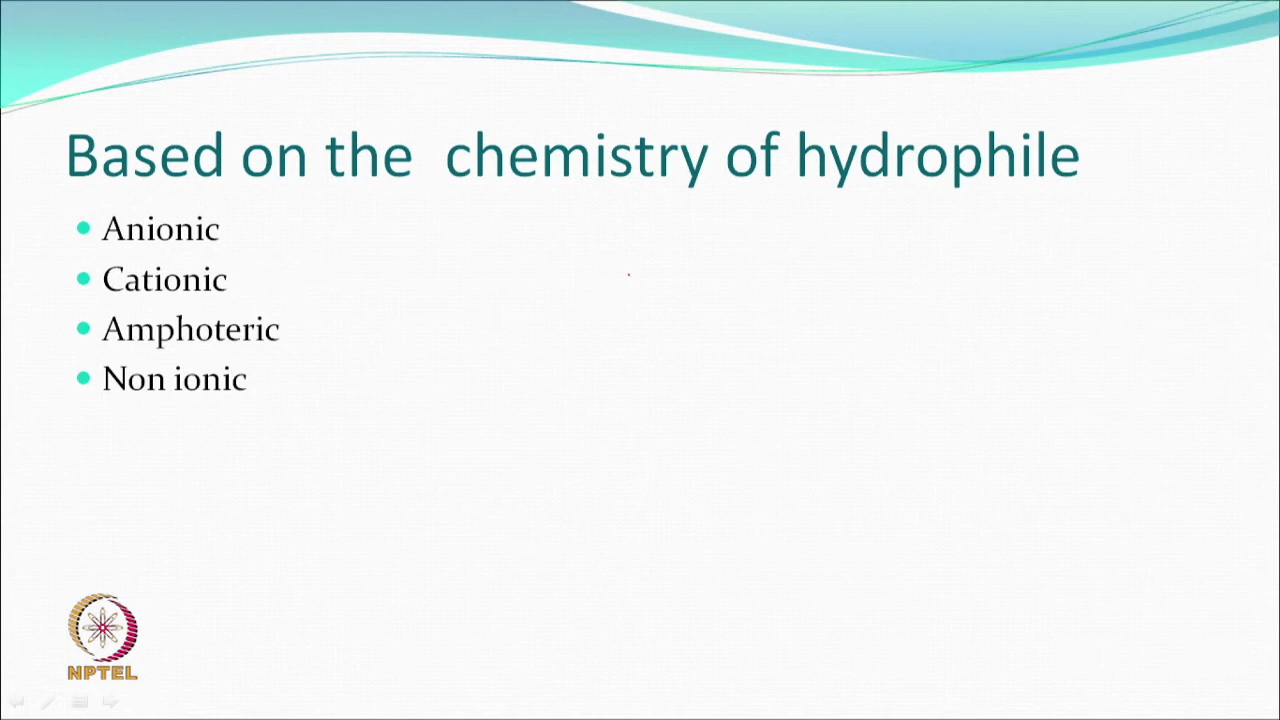 Based on the chemistry of hydrophile
Anionic
Cationic
Amphoteric
Non ionic
NPTEL